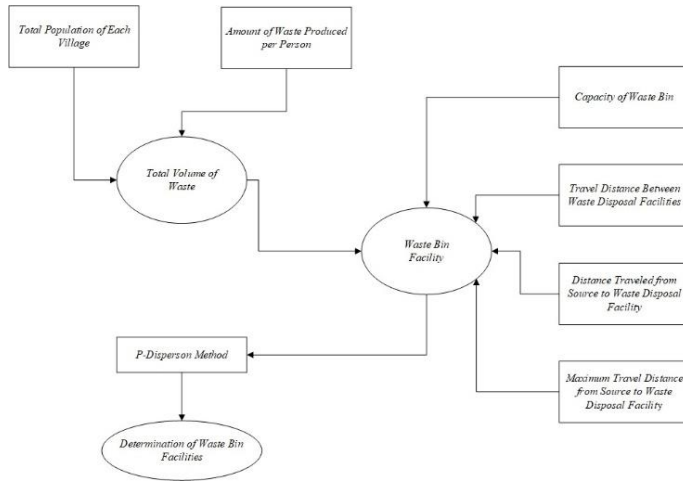 Total Population of Each
Village
Amount of Waste Produced
per Person
Capacity of Waste Bin
Total Volume of
Waste
Travel Distance Between
Waste Disposal Facilities
Waste Bin
Facility
Distance Traveled from
Source to Waste Disposal
Facility
P-Disperson Method
Maximum Travel Distance
from Source to Waste
Disposal Facility
Determination of Waste Bin
Facilities